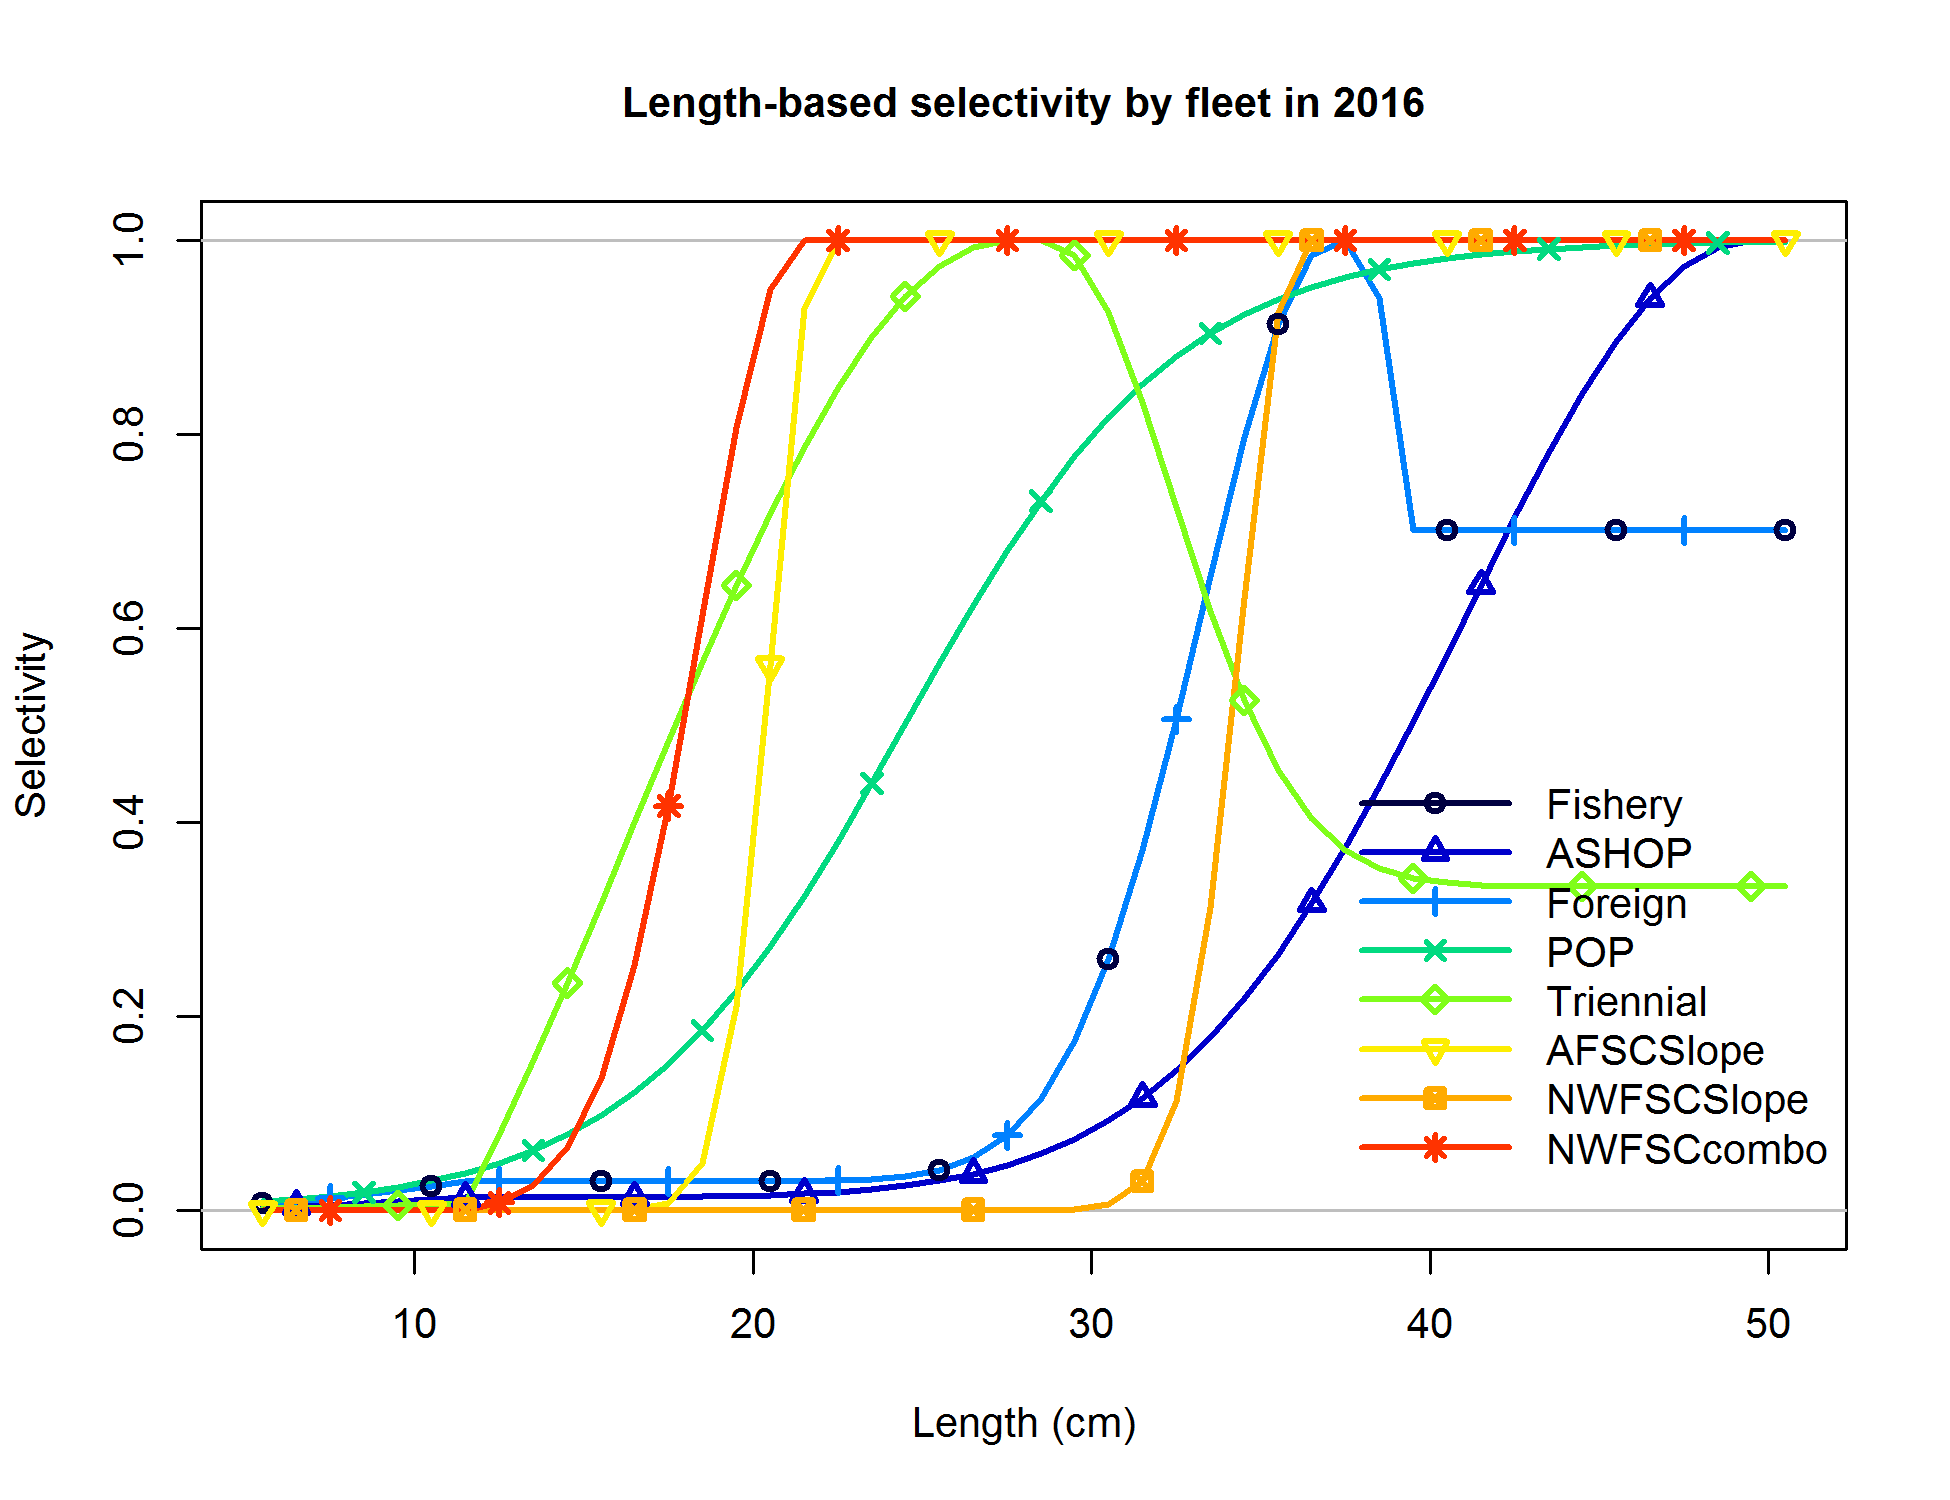 Length-based selectivity by fleet in 2016
Selectivity
1.0
0.8
0.6
0.4
0.2
0.0
Fishery
ASHOP
Foreign
POP
Triennial
AFSCSlope
NWFSCSlope
NWFSCcombo
10 20 30 40 50
Length (cm)